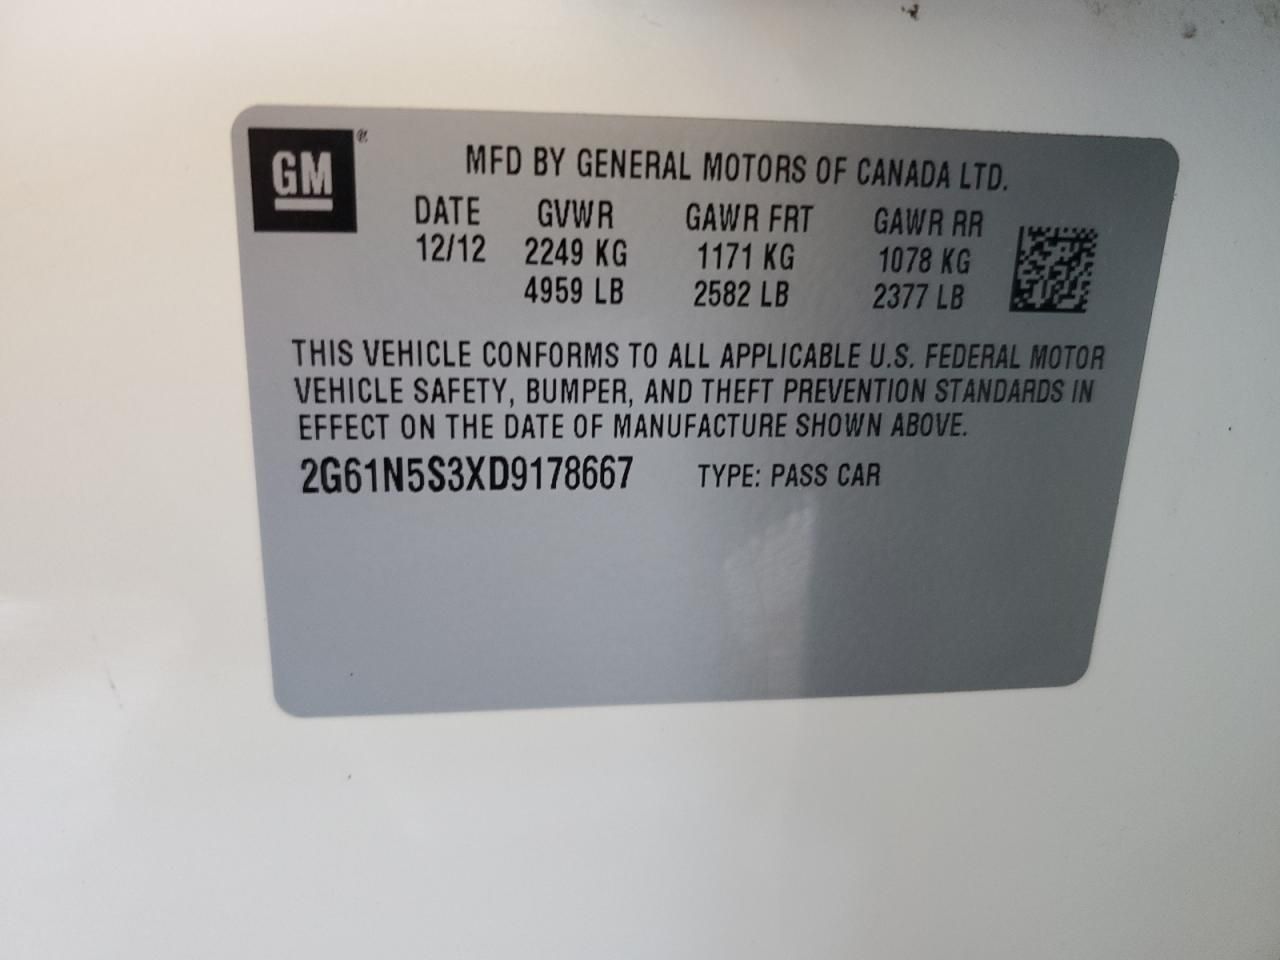 GM ®
MFD BY GENERAL MOTORS OF CANADA LTD.
DATE GVWR GAWR FRT GAWR RR
12/12 2249 KG 1171 KG 1078 KG
4959 LB 2582 LB 2377 LB
THIS VEHICLE CONFORMS TO ALL APPLICABLE U.S. FEDERAL MOTOR
VEHICLE SAFETY, BUMPER, AND THEFT PREVENTION STANDARDS IN
EFFECT ON THE DATE OF MANUFACTURE SHOWN ABOVE.
2G61N5S3XD9178667 TYPE: PASS CAR